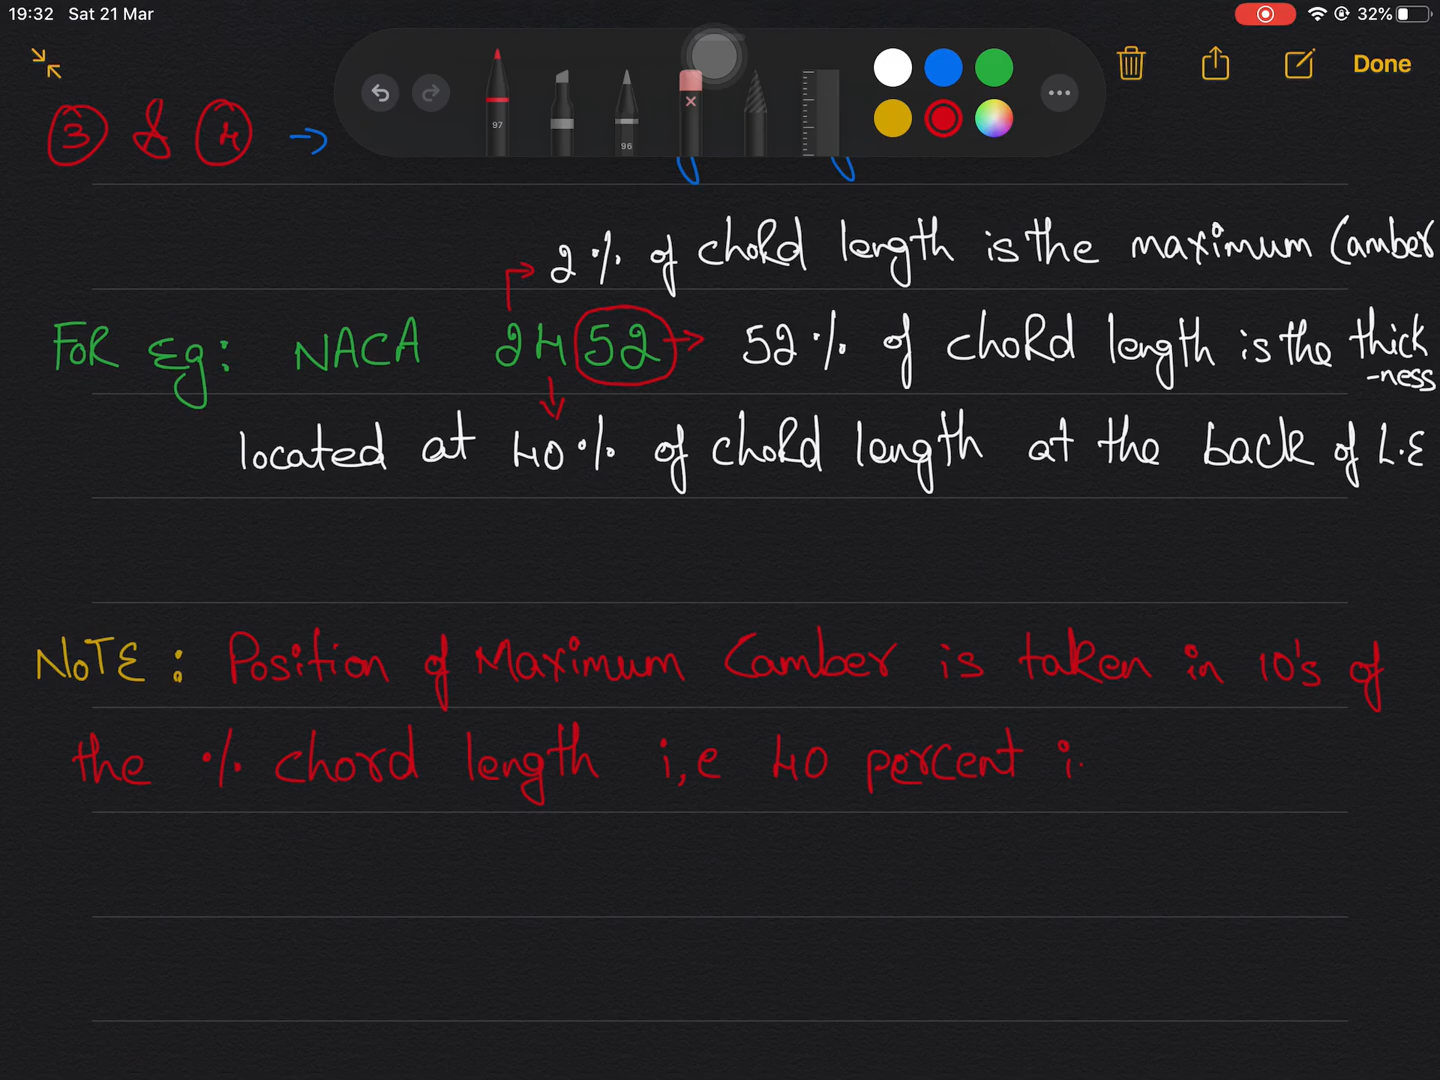 19:32 Sat 21 Mar
32%
Done
97
96
3 & 4 →
2 % of chord length is the maximum Camber
FOR Eg: NACA 2452 → 52 % of chord length is the thick
-ness
located at 40 % of chord length at the back of L.E
NOTE : Position of Maximum Camber is taken in 10's of
the % chord length i,e 40 percent i